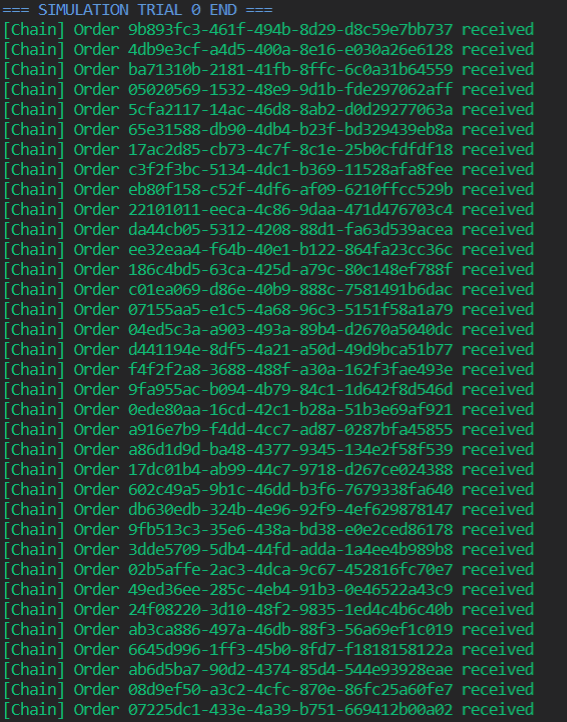 === SIMULATION TRIAL 0 END ===
[Chain] Order 9b893fc3-461f-494b-8d29-d8c59e7bb737 received
[Chain] Order 4db9e3cf-a4d5-400a-8e16-e030a26e6128 received
[Chain] Order ba71310b-2181-41fb-8ffc-6c0a31b64559 received
[Chain] Order 05020569-1532-48e9-9d1b-fde297062aff received
[Chain] Order 5cfa2117-14ac-46d8-8ab2-d0d29277063a received
[Chain] Order 65e31588-db90-4db4-b23f-bd329439eb8a received
[Chain] Order 17ac2d85-cb73-4c7f-8c1e-25b0cfdfdf18 received
[Chain] Order c3f2f3bc-5134-4dc1-b369-11528afa8fee received
[Chain] Order eb80f158-c52f-4df6-af09-6210ffcc529b received
[Chain] Order 22101011-eeca-4c86-9daa-471d476703c4 received
[Chain] Order da44cb05-5312-4208-88d1-fa63d539acea received
[Chain] Order ee32eaa4-f64b-40e1-b122-864fa23cc36c received
[Chain] Order 186c4bd5-63ca-425d-a79c-80c148ef788f received
[Chain] Order c01ea069-d86e-40b9-888c-7581491b6dac received
[Chain] Order 07155aa5-e1c5-4a68-96c3-5151f58a1a79 received
[Chain] Order 04ed5c3a-a903-493a-89b4-d2670a5040dc received
[Chain] Order d441194e-8df5-4a21-a50d-49d9bca51b77 received
[Chain] Order f4f2f2a8-3688-488f-a30a-162f3fae493e received
[Chain] Order 9fa955ac-b094-4b79-84c1-1d642f8d546d received
[Chain] Order 0ede80aa-16cd-42c1-b28a-51b3e69af921 received
[Chain] Order a916e7b9-f4dd-4cc7-ad87-0287bfa45855 received
[Chain] Order a86d1d9d-ba48-4377-9345-134e2f58f539 received
[Chain] Order 17dc01b4-ab99-44c7-9718-d267ce024388 received
[Chain] Order 602c49a5-9b1c-46dd-b3f6-7679338fa640 received
[Chain] Order db630edb-324b-4e96-92f9-4ef629878147 received
[Chain] Order 9fb513c3-35e6-438a-bd38-e0e2ced86178 received
[Chain] Order 3dde5709-5db4-44fd-adda-1a4ee4b989b8 received
[Chain] Order 02b5affe-2ac3-4dca-9c67-452816fc70e7 received
[Chain] Order 49ed36ee-285c-4eb4-91b3-0e46522a43c9 received
[Chain] Order 24f08220-3d10-48f2-9835-1ed4c4b6c40b received
[Chain] Order ab3ca886-497a-46db-88f3-56a69ef1c019 received
[Chain] Order 6645d996-1ff3-45b0-8fd7-f1818158122a received
[Chain] Order ab6d5ba7-90d2-4374-85d4-544e93928eae received
[Chain] Order 08d9ef50-a3c2-4cfc-870e-86fc25a60fe7 received
[Chain] Order 07225dc1-433e-4a39-b751-669412b00a02 received